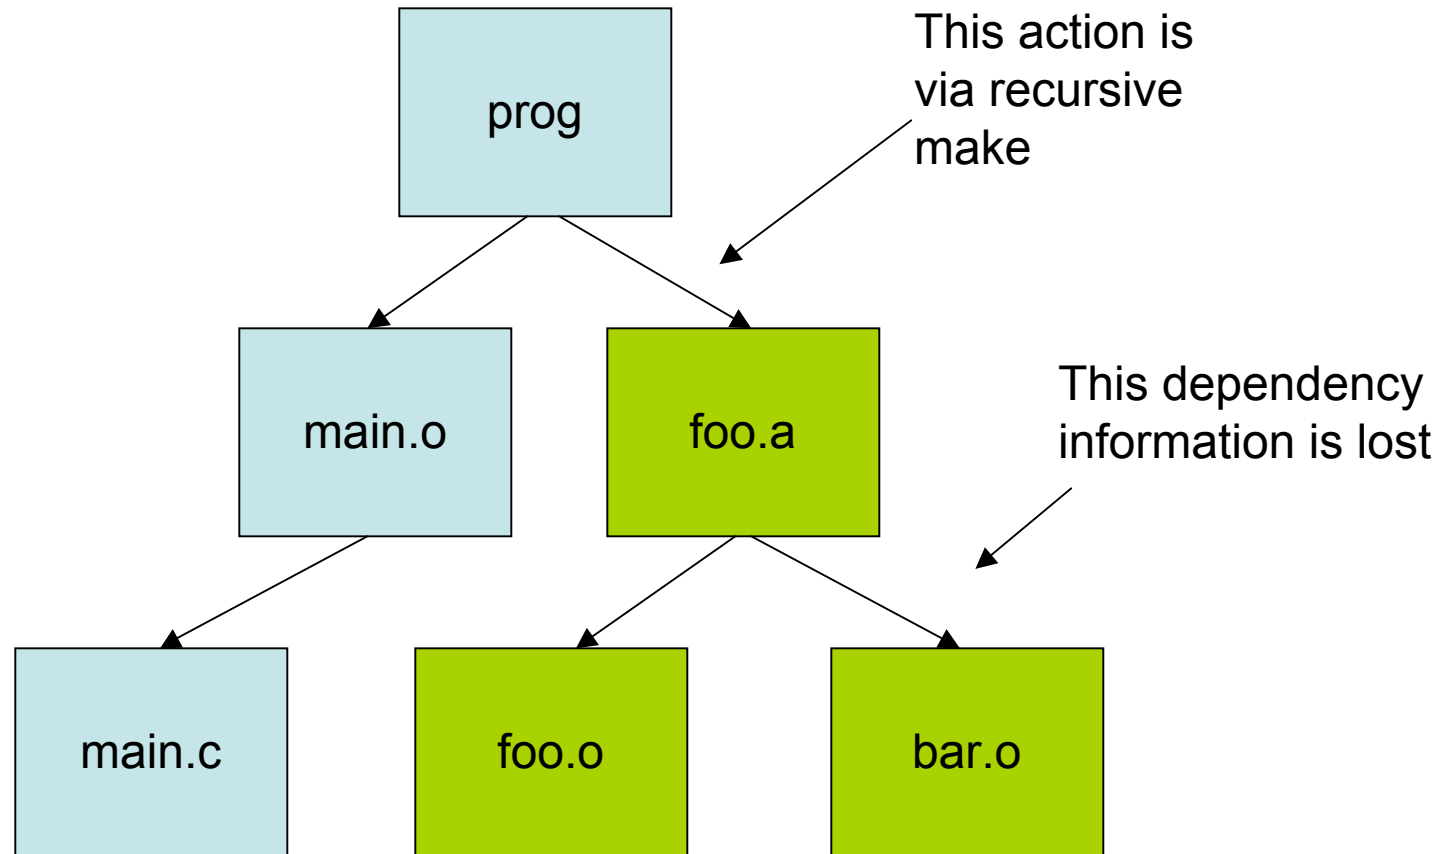 This action is
via recursive
make
prog
main.o
foo.a
This dependency
information is lost
main.c
foo.o
bar.o